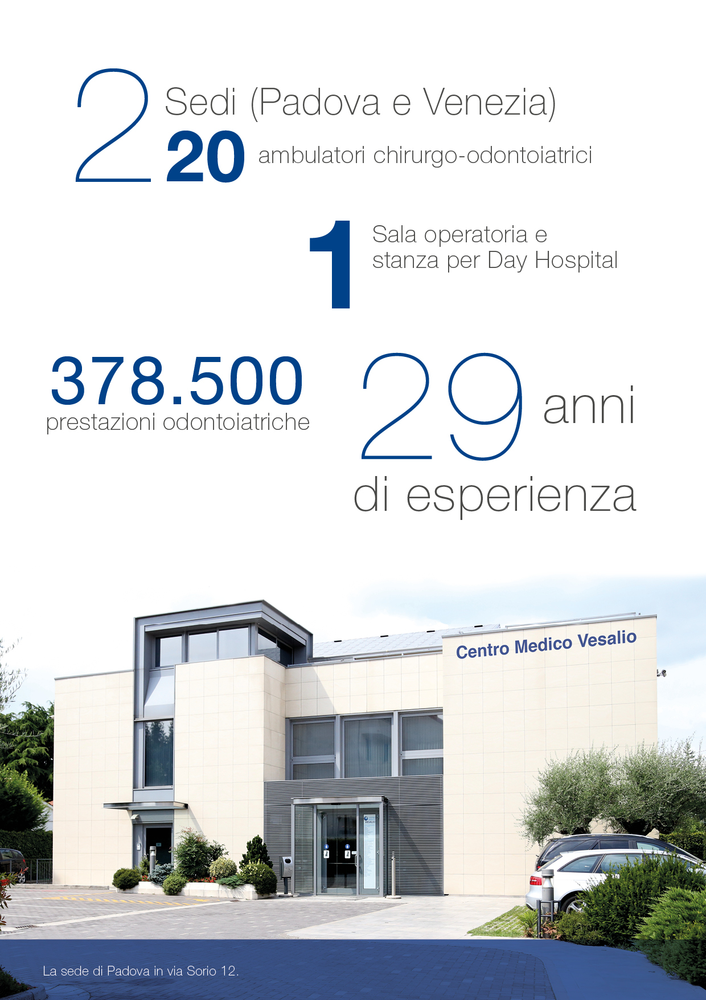 2 Sedi (Padova e Venezia)
20 ambulatori chirurgo-odontoiatrici
1 Sala operatoria e
stanza per Day Hospital
378.500
prestazioni odontoiatriche
29 anni
di esperienza
Centro Medico Vesalio
VESALIO
La sede di Padova in via Sorio 12.